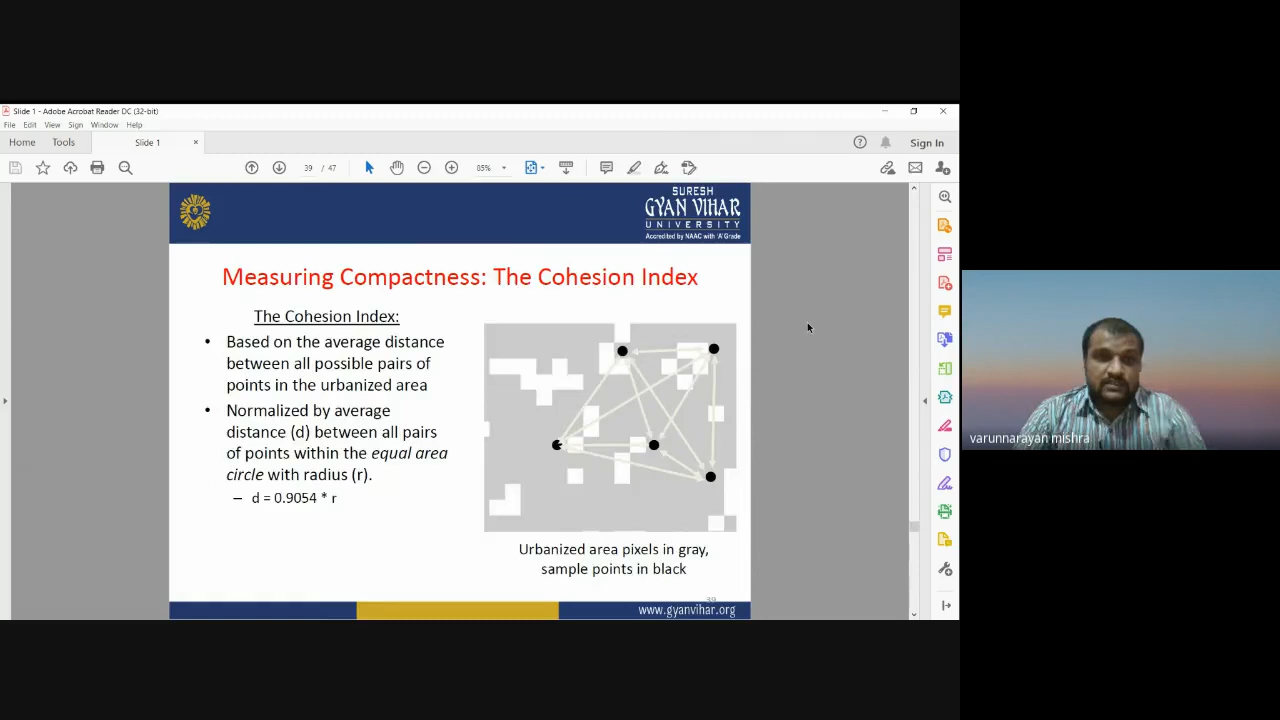 Slide 1 - Adobe Acrobat Reader DC (32-bit)
File Edit View Sign Window Help
Home Tools Slide 1 Sign In
39 / 47 85%
SURESH
GYAN VIHAR
UNIVERSITY
Accredited by NAAC with 'A' Grade
Measuring Compactness: The Cohesion Index
The Cohesion Index:
• Based on the average distance
between all possible pairs of
points in the urbanized area
• Normalized by average
distance (d) between all pairs
of points within the equal area
circle with radius (r).
– d = 0.9054 * r
Urbanized area pixels in gray,
sample points in black
39
www.gyanvihar.org
varunnarayan mishra